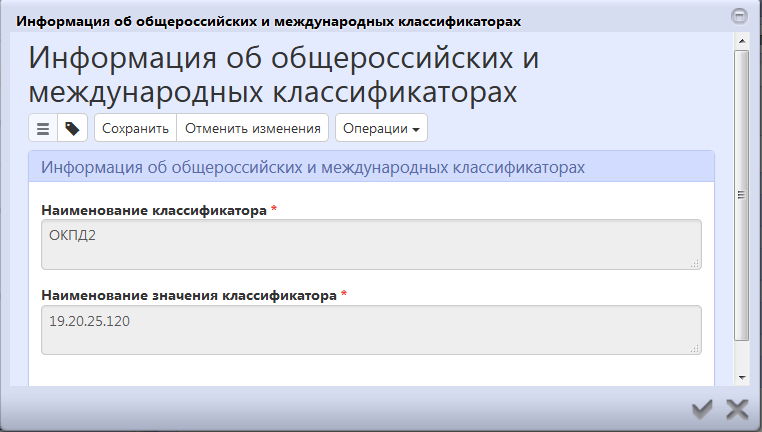 Информация об общероссийских и международных классификаторах
Информация об общероссийских и
международных классификаторах
Сохранить Отменить изменения Операции
Информация об общероссийских и международных классификаторах
Наименование классификатора *
ОКПД2
Наименование значения классификатора *
19.20.25.120